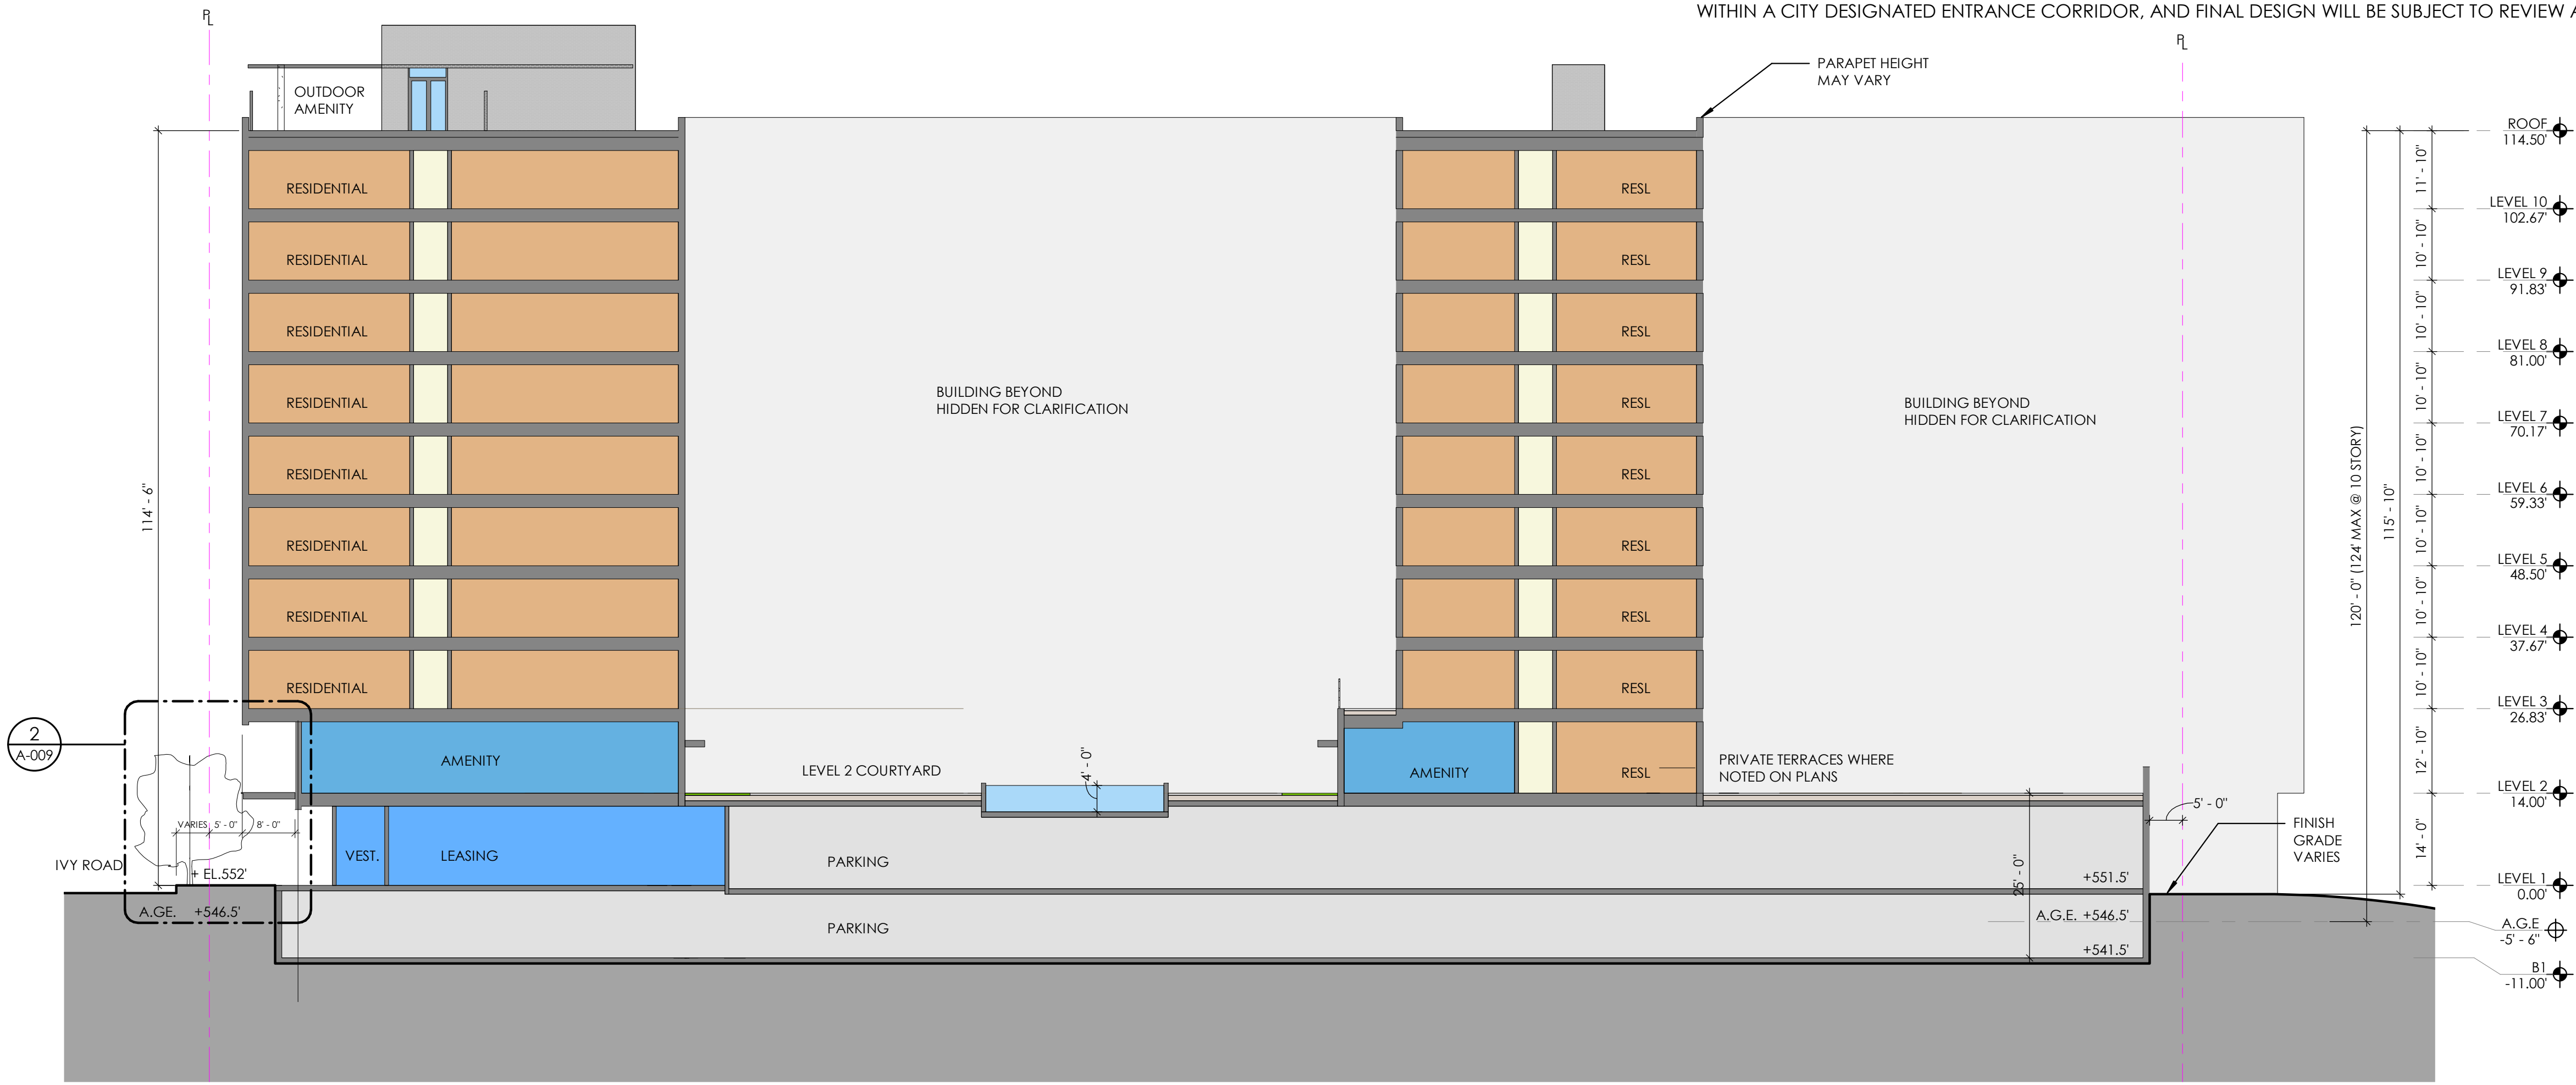 WITHIN A CITY DESIGNATED ENTRANCE CORRIDOR, AND FINAL DESIGN WILL BE SUBJECT TO REVIEW
PL
PL
PARAPET HEIGHT
MAY VARY
OUTDOOR
AMENITY
ROOF
114.50'
11' - 10"
RESIDENTIAL
RESL
LEVEL 10
102.67'
10' - 10"
RESIDENTIAL
RESL
LEVEL 9
91.83'
10' - 10"
RESIDENTIAL
RESL
LEVEL 8
81.00'
10' - 10"
RESIDENTIAL
RESL
BUILDING BEYOND
HIDDEN FOR CLARIFICATION
BUILDING BEYOND
HIDDEN FOR CLARIFICATION
LEVEL 7
70.17'
10' - 10"
RESIDENTIAL
RESL
LEVEL 6
59.33'
114' - 6"
120' - 0" (124' MAX @ 10 STORY)
115' - 10"
10' - 10"
RESIDENTIAL
RESL
LEVEL 5
48.50'
10' - 10"
RESIDENTIAL
RESL
LEVEL 4
37.67'
10' - 10"
RESIDENTIAL
RESL
LEVEL 3
26.83'
2
A-009
12' - 10"
AMENITY
LEVEL 2 COURTYARD
4' - 0"
AMENITY
RESL
PRIVATE TERRACES WHERE
NOTED ON PLANS
LEVEL 2
14.00'
5' - 0"
VARIES
5' - 0"
8' - 0"
FINISH
GRADE
VARIES
14' - 0"
IVY ROAD
VEST.
LEASING
PARKING
25' - 0"
+ EL.552'
+551.5'
LEVEL 1
0.00'
A.GE.
+546.5'
PARKING
A.G.E. +546.5'
A.G.E
-5' - 6"
+541.5'
B1
-11.00'